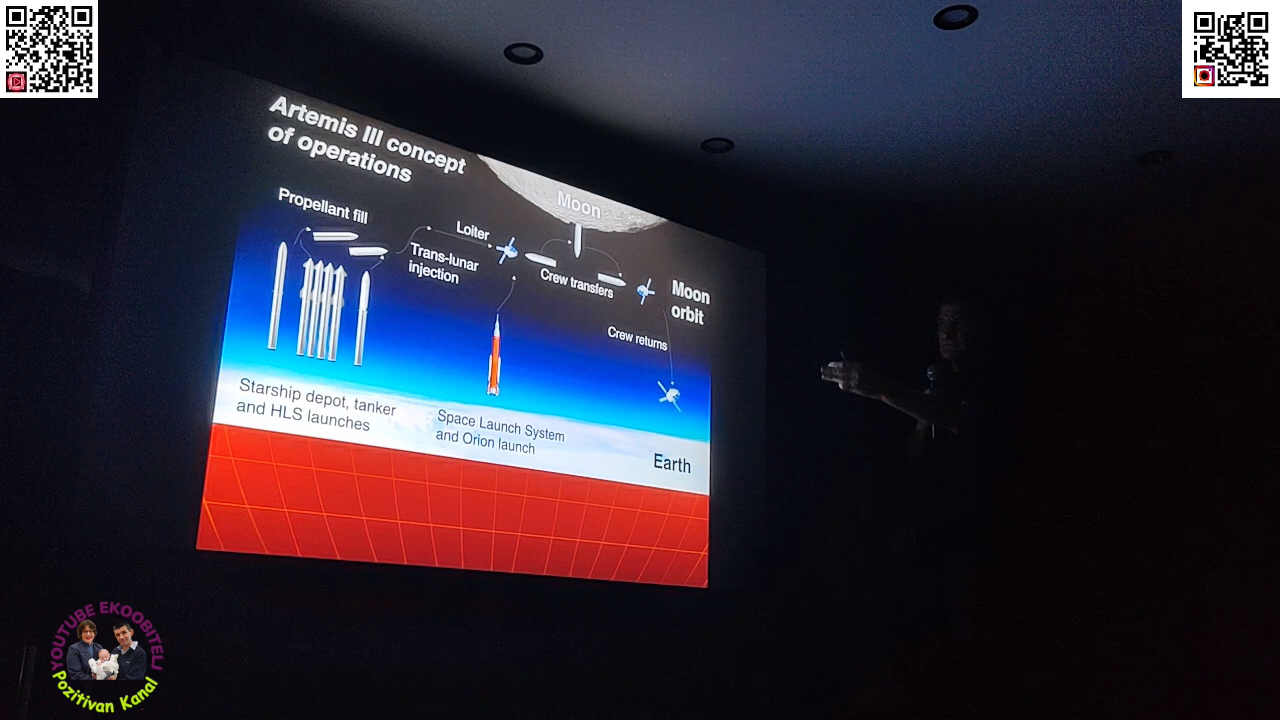 Artemis III concept
of operations
Moon
Propellant fill
Loiter
Trans-lunar
injection
Crew transfers
Moon
orbit
Crew returns
Starship depot, tanker
and HLS launches
Space Launch System
and Orion launch
Earth
YOUTUBE EKOOBITELJ
Pozitivan Kanal